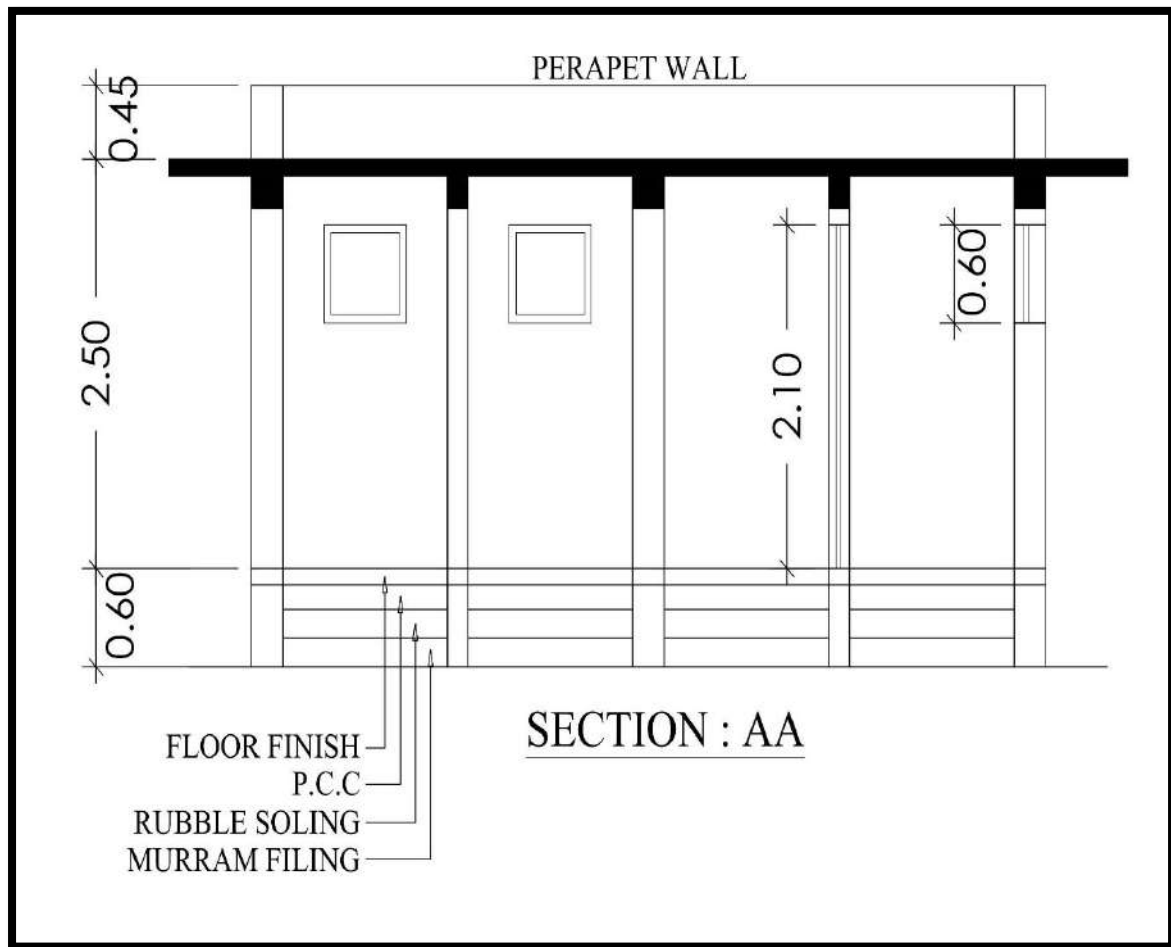 PERAPET WALL
0.45
2.50
0.60
2.10
0.60
SECTION : AA
FLOOR FINISH
P.C.C
RUBBLE SOLING
MURRAM FILING